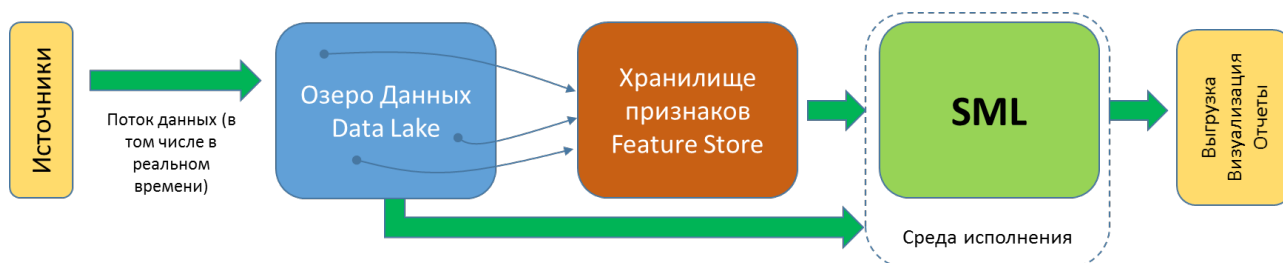 Источники
Поток данных (в
том числе в
реальном
времени)
Озеро Данных
Data Lake
Хранилище
признаков
Feature Store
SML
Среда исполнения
Выгрузка
Визуализация
Отчеты